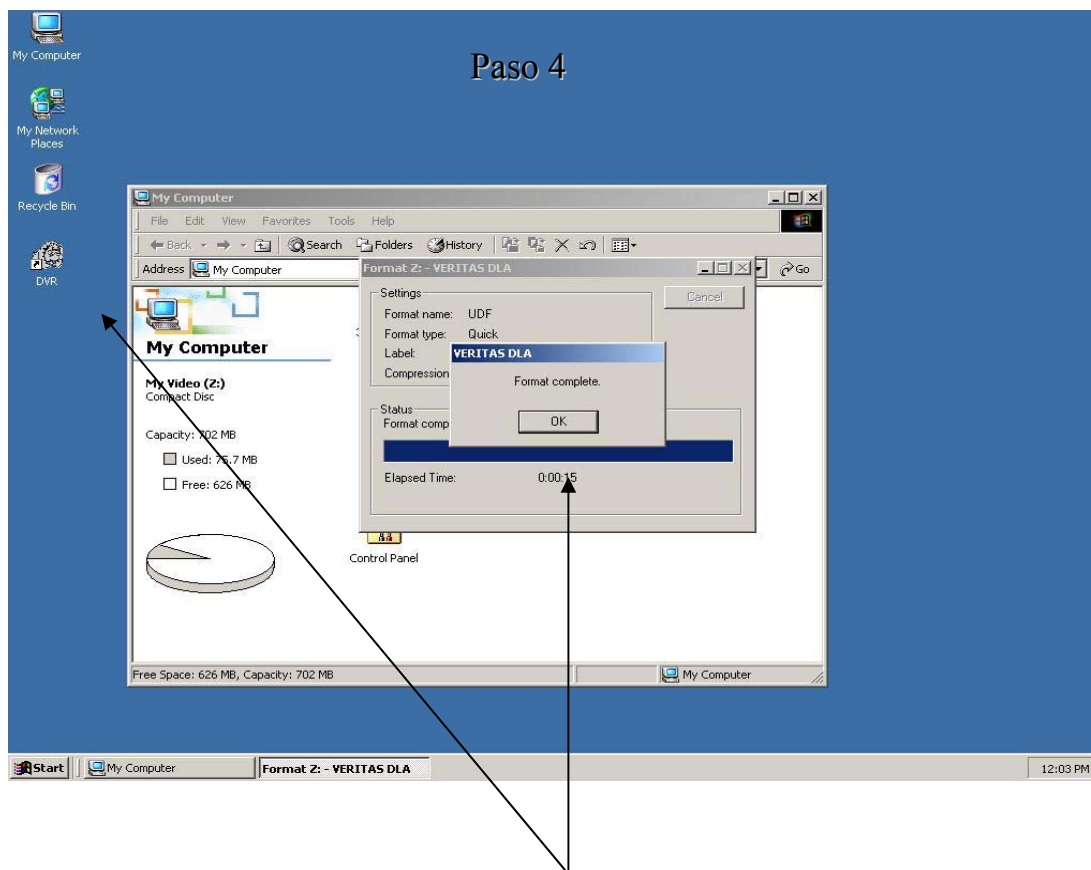 Paso 4
My Computer
My Network
Places
Recycle Bin
DVR
My Computer
File Edit View Favorites Tools Help
Back Search Folders History
Address My Computer Go
My Computer
My Video (Z:)
Compact Disc
Capacity: 702 MB
Used: 75.7 MB
Free: 626 MB
Control Panel
Free Space: 626 MB, Capacity: 702 MB
My Computer
Format Z: - VERITAS DLA
Settings
Cancel
Format name: UDF
Format type: Quick
Label:
Compression
Status
Format comp
Elapsed Time: 0:00:15
VERITAS DLA
Format complete.
OK
Start My Computer Format Z: - VERITAS DLA 12:03 PM